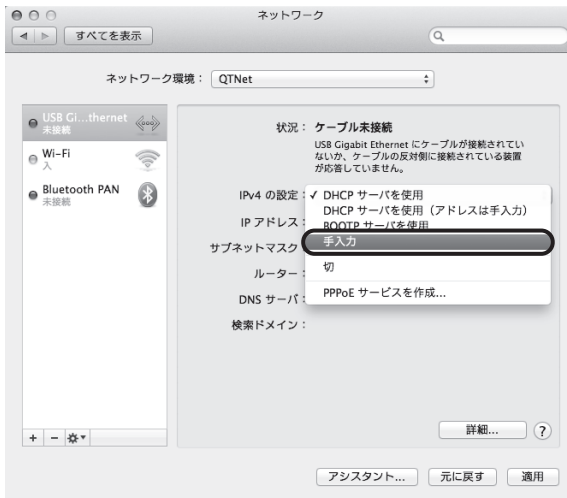 ネットワーク
すべてを表示
ネットワーク環境： QTNet
USB Gi...thernet
未接続
Wi-Fi
入
Bluetooth PAN
未接続
状況： ケーブル未接続
USB Gigabit Ethernet にケーブルが接続されてい
ないか、ケーブルの反対側に接続されている装置
が応答していません。
IPv4 の設定： ✓ DHCP サーバを使用
DHCP サーバを使用（アドレスは手入力）
IP アドレス：
BOOTP サーバを使用
手入力
サブネットマスク
切
ルーター：
PPPoE サービスを作成...
DNS サーバ：
検索ドメイン：
+ −
詳細... ?
アシスタント... 元に戻す 適用